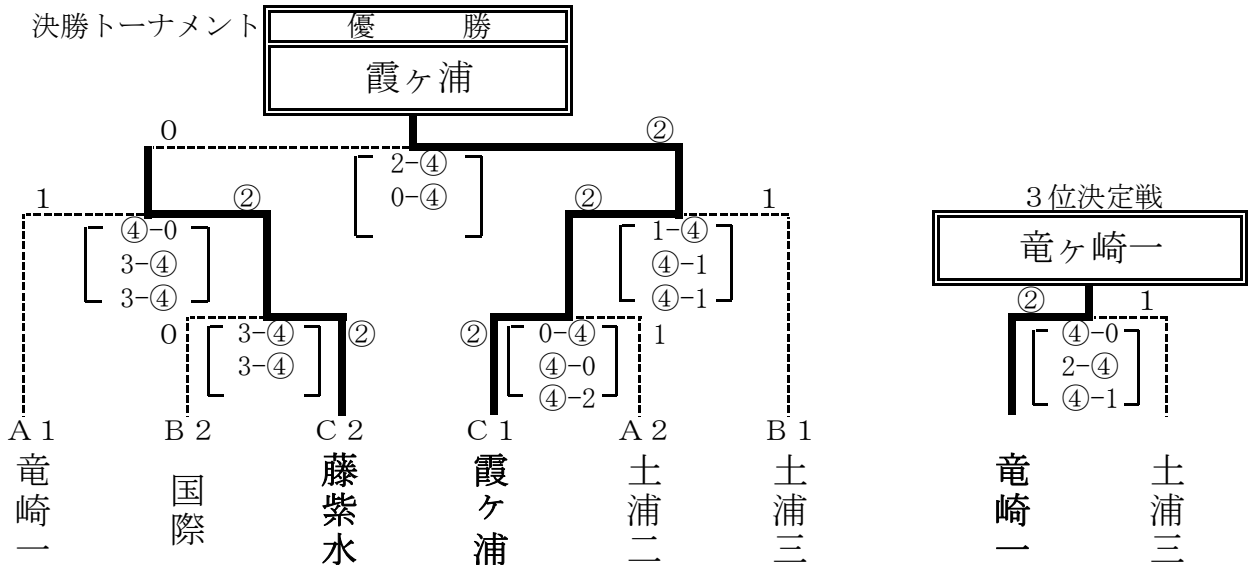 決勝トーナメント
優　勝
霞ヶ浦
0 ②
2-④
0-④
1 ② ② 1
④-0
3-④
3-④
1-④
④-1
④-1
0 ② ② 1
3-④
3-④
0-④
④-0
④-2
A1 B2 C2 C1 A2 B1
竜崎一
国際
藤紫水
霞ケ浦
土浦二
土浦三
３位決定戦
竜ヶ崎一
② 1
④-0
2-④
④-1
竜崎一
土浦三